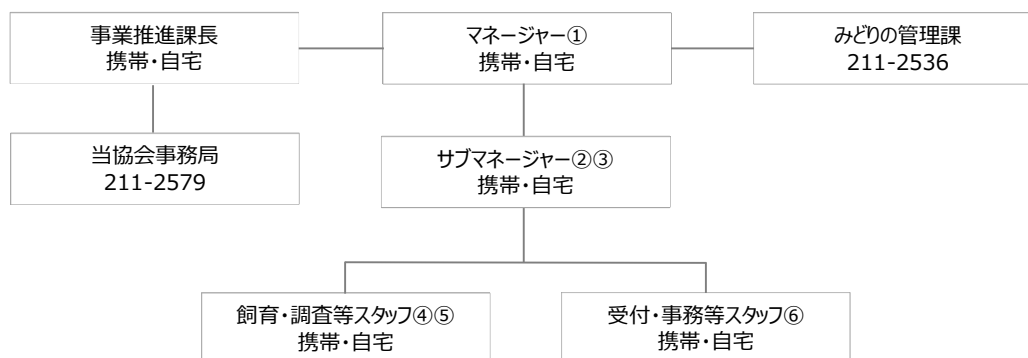 事業推進課長
携帯・自宅
マネージャー①
携帯・自宅
みどりの管理課
211-2536
当協会事務局
211-2579
サブマネージャー②③
携帯・自宅
飼育・調査等スタッフ④⑤
携帯・自宅
受付・事務等スタッフ⑥
携帯・自宅